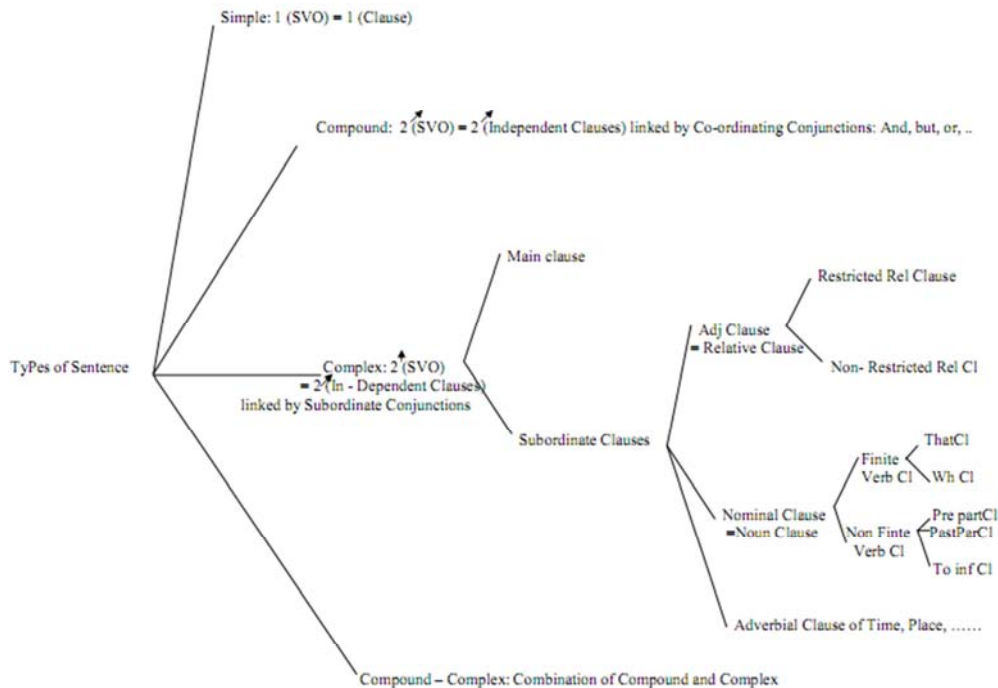 Simple: 1 (SVO) = 1 (Clause)
Compound: 2 (SVO) = 2 (Independent Clauses) linked by Co-ordinating Conjunctions: And, but, or, ..
Main clause
Restricted Rel Clause
Adj Clause
= Relative Clause
TyPes of Sentence
Complex: 2 (SVO)
= 2 (In - Dependent Clauses)
linked by Subordinate Conjunctions
Non- Restricted Rel Cl
Subordinate Clauses
ThatCl
Finite
Verb Cl
Wh Cl
Nominal Clause
=Noun Clause
Pre partCl
Non Finte
Verb Cl
PastParCl
To inf Cl
Adverbial Clause of Time, Place, ……
Compound – Complex: Combination of Compound and Complex